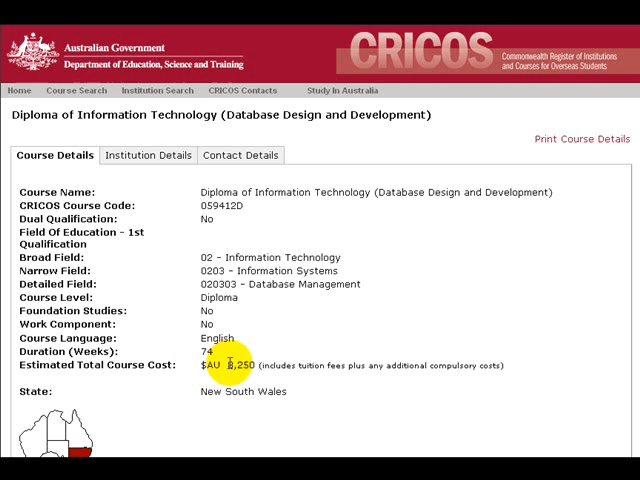 Australian Government
Department of Education, Science and Training
CRICOS
Commonwealth Register of Institutions
and Courses for Overseas Students
Home Course Search Institution Search CRICOS Contacts Study In Australia
Diploma of Information Technology (Database Design and Development)
Print Course Details
Course Details Institution Details Contact Details
Course Name: Diploma of Information Technology (Database Design and Development)
CRICOS Course Code: 059412D
Dual Qualification: No
Field Of Education - 1st
Qualification
Broad Field: 02 - Information Technology
Narrow Field: 0203 - Information Systems
Detailed Field: 020303 - Database Management
Course Level: Diploma
Foundation Studies: No
Work Component: No
Course Language: English
Duration (Weeks): 74
Estimated Total Course Cost: $AU (includes tuition fees plus any additional compulsory costs)
State: New South Wales